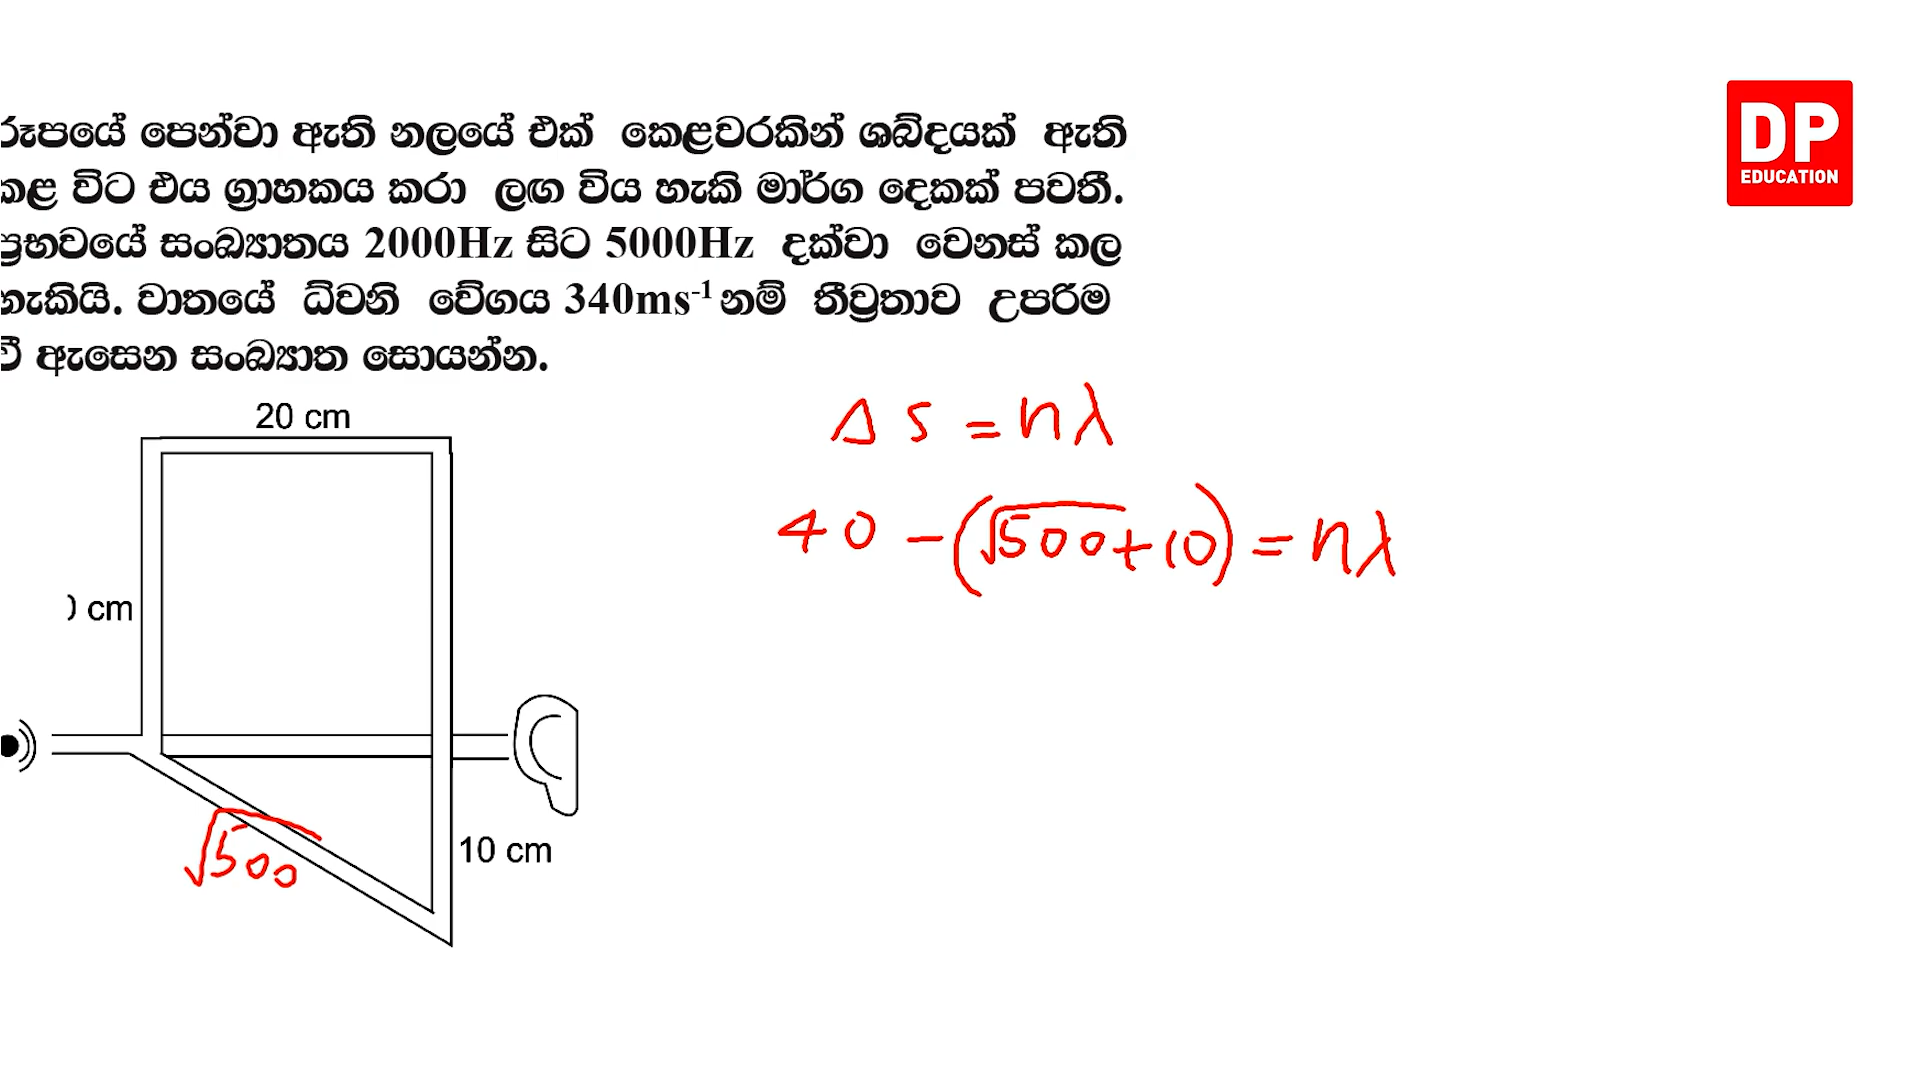 DP
EDUCATION
රූපයේ පෙන්වා ඇති නලයේ එක් කෙළවරකින් ශබ්දයක් ඇති
කළ විට එය ග්‍රාහකය කරා ලඟ විය හැකි මාර්ග දෙකක් පවතී.
ප්‍රභවයේ සංඛ්‍යාතය 2000Hz සිට 5000Hz දක්වා වෙනස් කල
හැකියි. වාතයේ ධ්වනි වේගය 340ms⁻¹ නම් තීව්‍රතාව උපරිම
වී ඇසෙන සංඛ්‍යාත සොයන්න.
20 cm
Δ S = nλ
40 - (√500 + 10) = nλ
cm
10 cm
√500